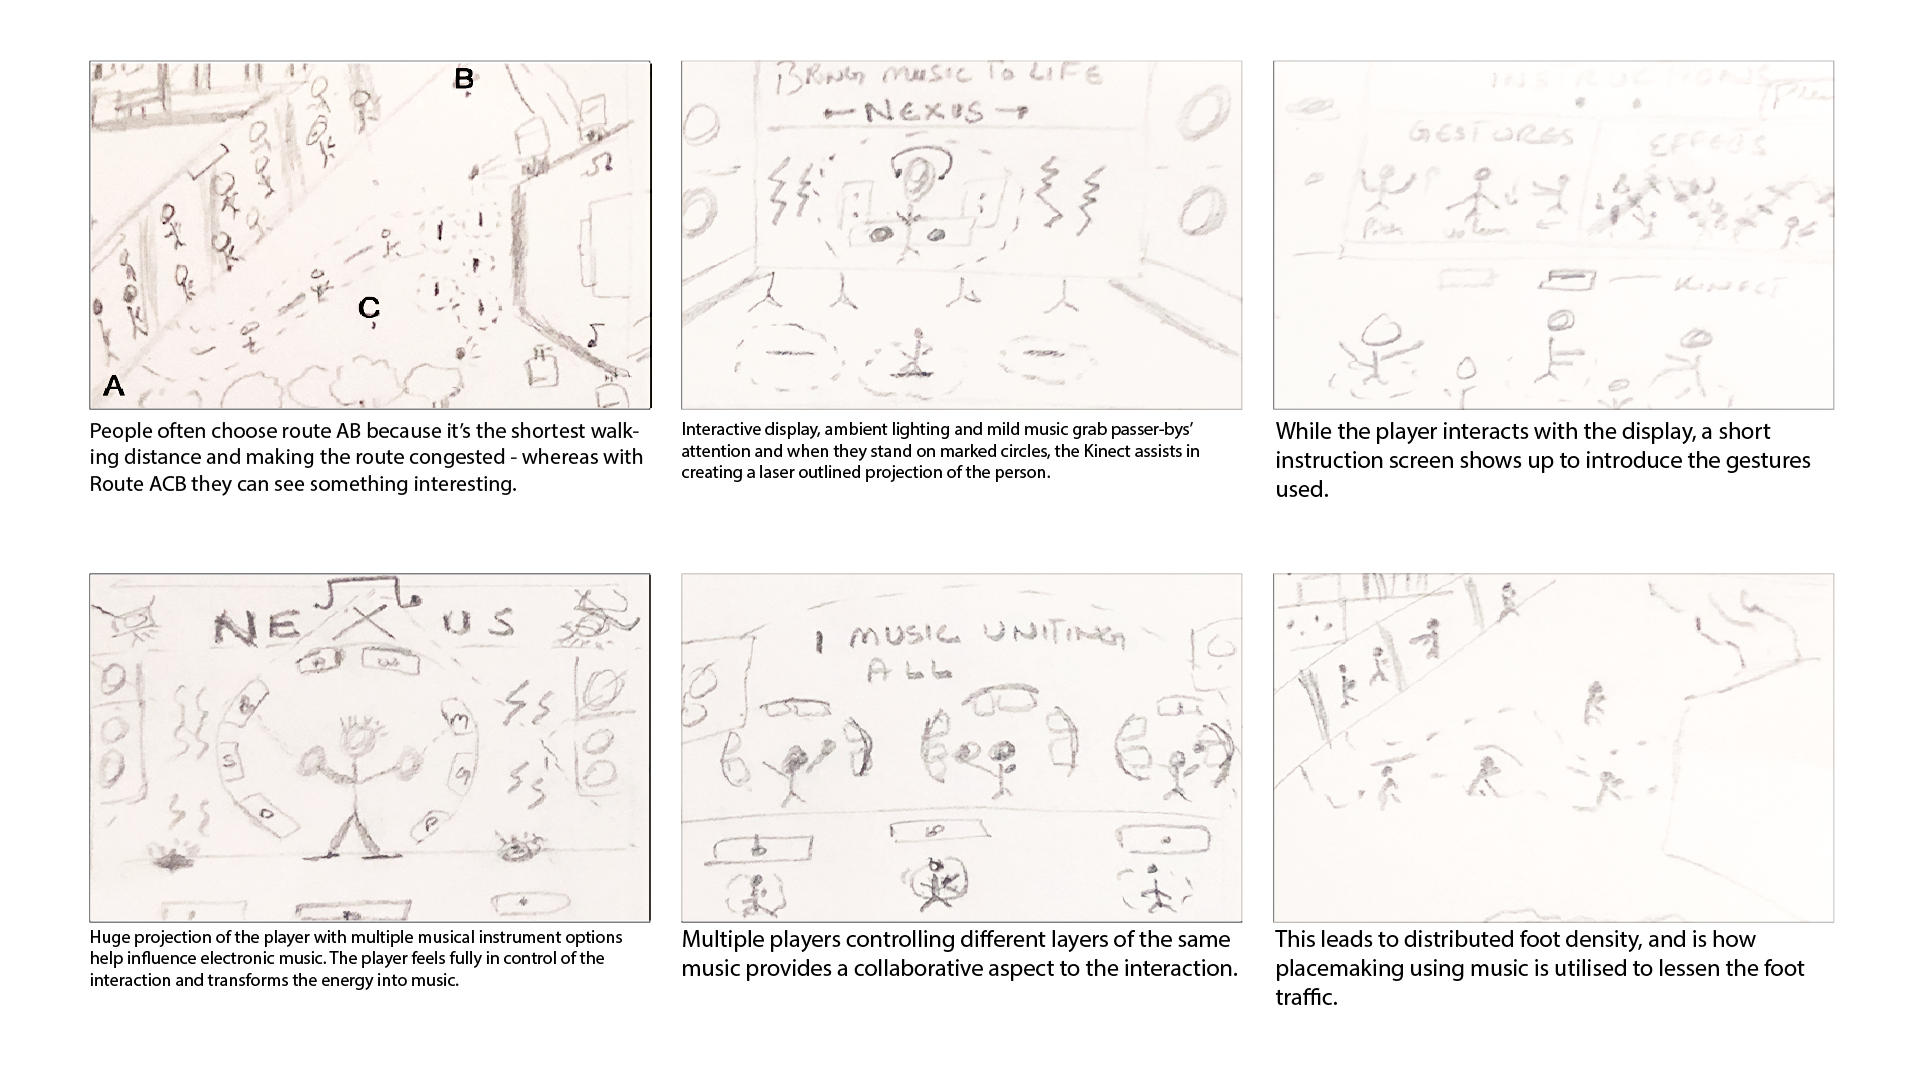 B
C
A
People often choose route AB because it’s the shortest walk-
ing distance and making the route congested - whereas with
Route ACB they can see something interesting.
BRING MUSIC TO LIFE
NEXUS
Interactive display, ambient lighting and mild music grab passer-bys’
attention and when they stand on marked circles, the Kinect assists in
creating a laser outlined projection of the person.
INSTRUCTIONS
GESTURES
EFFECTS
Pitch
KINECT
While the player interacts with the display, a short
instruction screen shows up to introduce the gestures
used.
NEXUS
M
S
P
Huge projection of the player with multiple musical instrument options
help influence electronic music. The player feels fully in control of the
interaction and transforms the energy into music.
MUSIC UNITING
ALL
Multiple players controlling different layers of the same
music provides a collaborative aspect to the interaction.
This leads to distributed foot density, and is how
placemaking using music is utilised to lessen the foot
traffic.